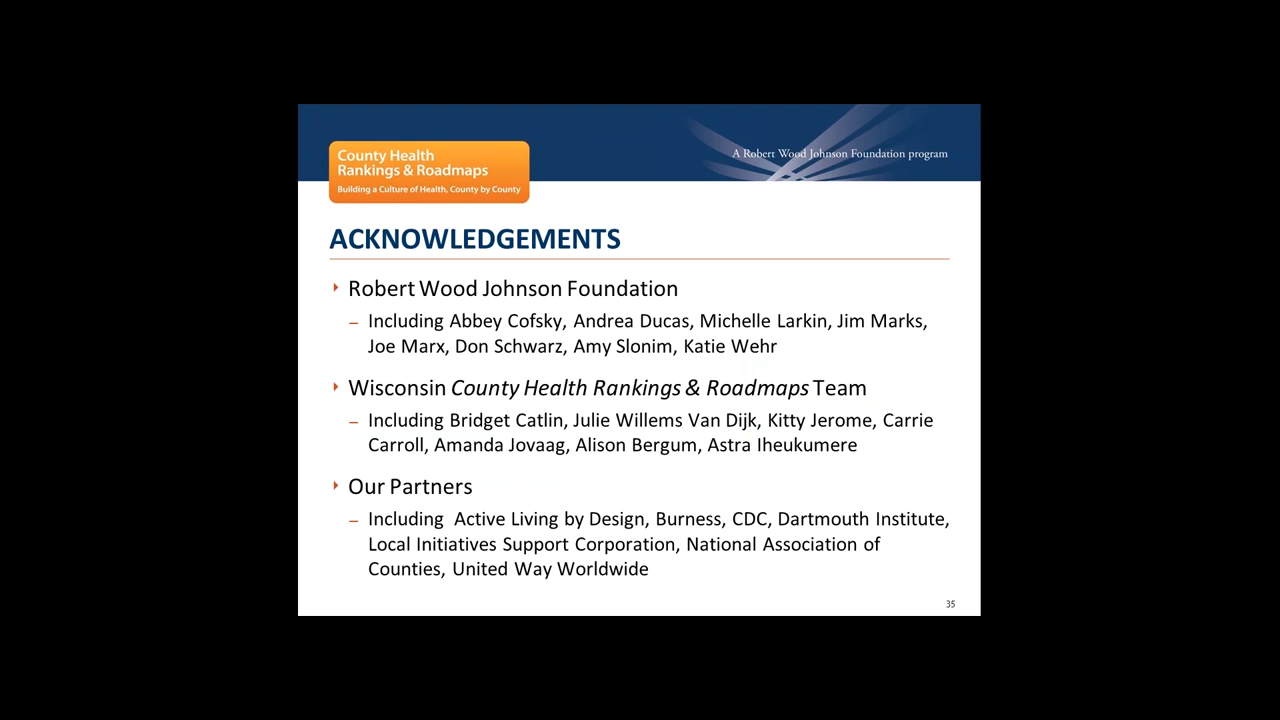 County Health
Rankings & Roadmaps
Building a Culture of Health, County by County
A Robert Wood Johnson Foundation program
ACKNOWLEDGEMENTS
Robert Wood Johnson Foundation
– Including Abbey Cofsky, Andrea Ducas, Michelle Larkin, Jim Marks,
Joe Marx, Don Schwarz, Amy Slonim, Katie Wehr
Wisconsin County Health Rankings & Roadmaps Team
– Including Bridget Catlin, Julie Willems Van Dijk, Kitty Jerome, Carrie
Carroll, Amanda Jovaag, Alison Bergum, Astra Iheukumere
Our Partners
– Including Active Living by Design, Burness, CDC, Dartmouth Institute,
Local Initiatives Support Corporation, National Association of
Counties, United Way Worldwide
35